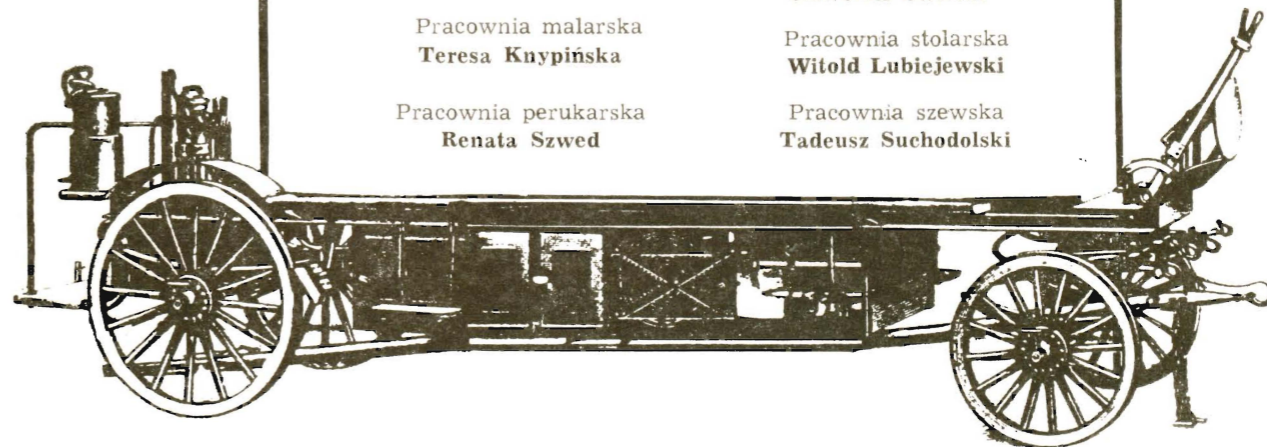 Pracownia malarska
Teresa Knypińska
Pracownia perukarska
Renata Szwed
Pracownia stolarska
Witold Lubiejewski
Pracownia szewska
Tadeusz Suchodolski